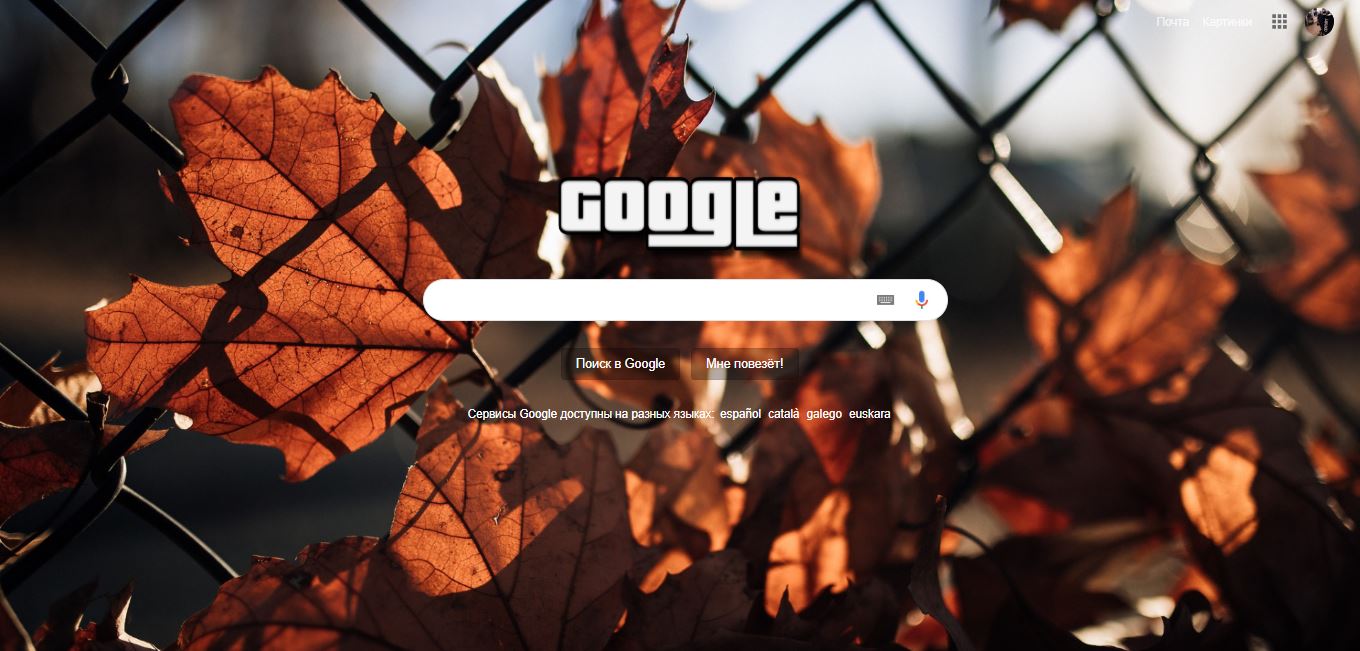 Почта Картинки
Google
Поиск в Google Мне повезёт!
Сервисы Google доступны на разных языках: español català galego euskara